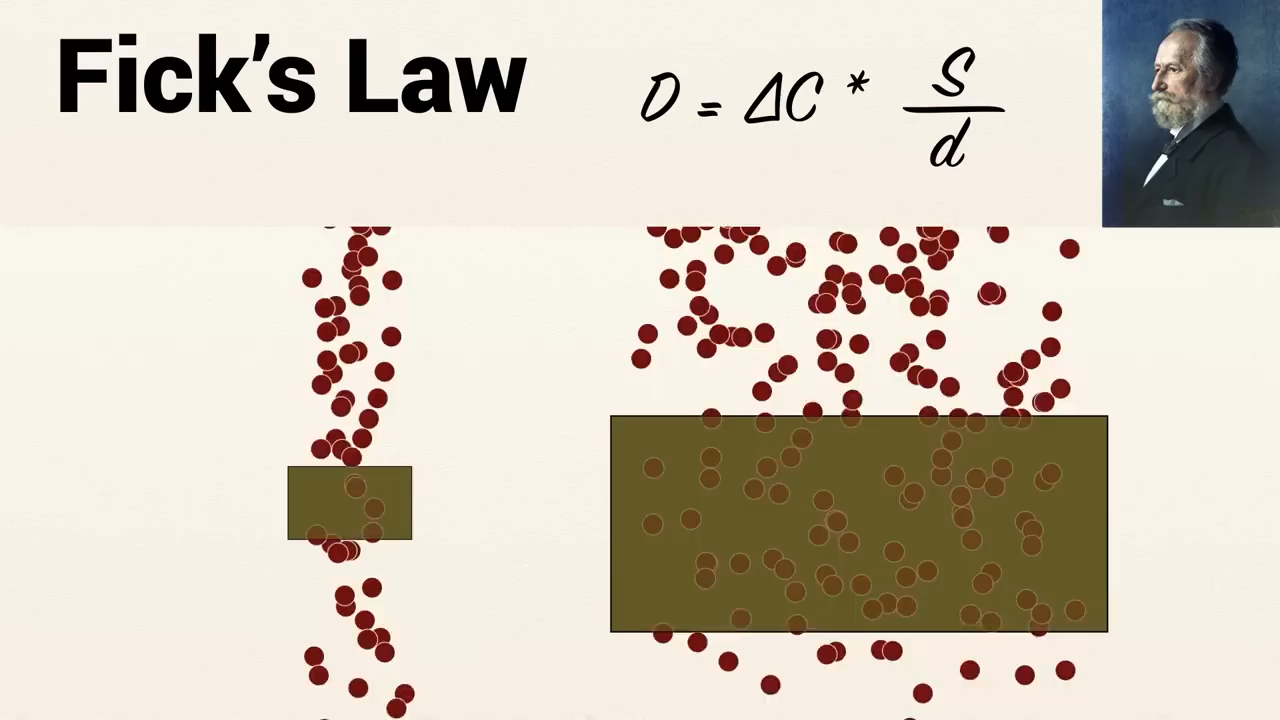 Fick's Law
D = ΔC * S/d